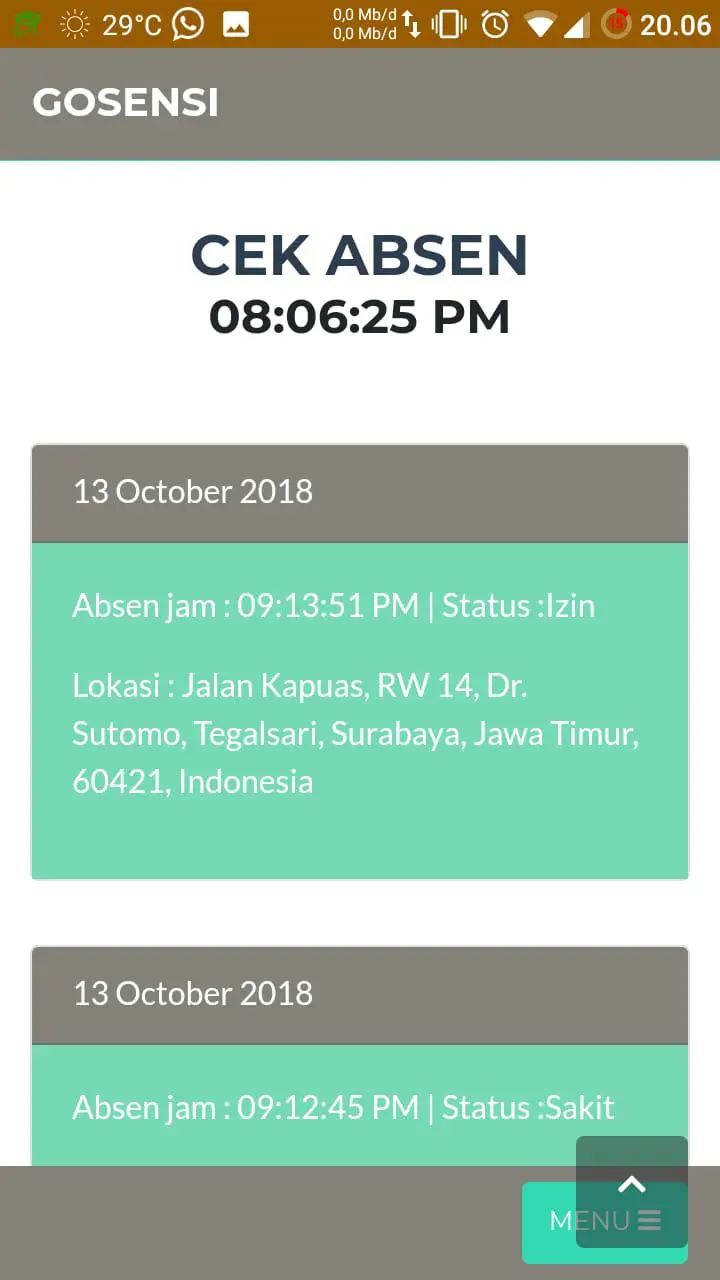 29°C 0,0 Mb/d 15 20.06
0,0 Mb/d
GOSENSI
CEK ABSEN
08:06:25 PM
13 October 2018
Absen jam : 09:13:51 PM | Status :Izin
Lokasi : Jalan Kapuas, RW 14, Dr.
Sutomo, Tegalsari, Surabaya, Jawa Timur,
60421, Indonesia
13 October 2018
Absen jam : 09:12:45 PM | Status :Sakit
MENU